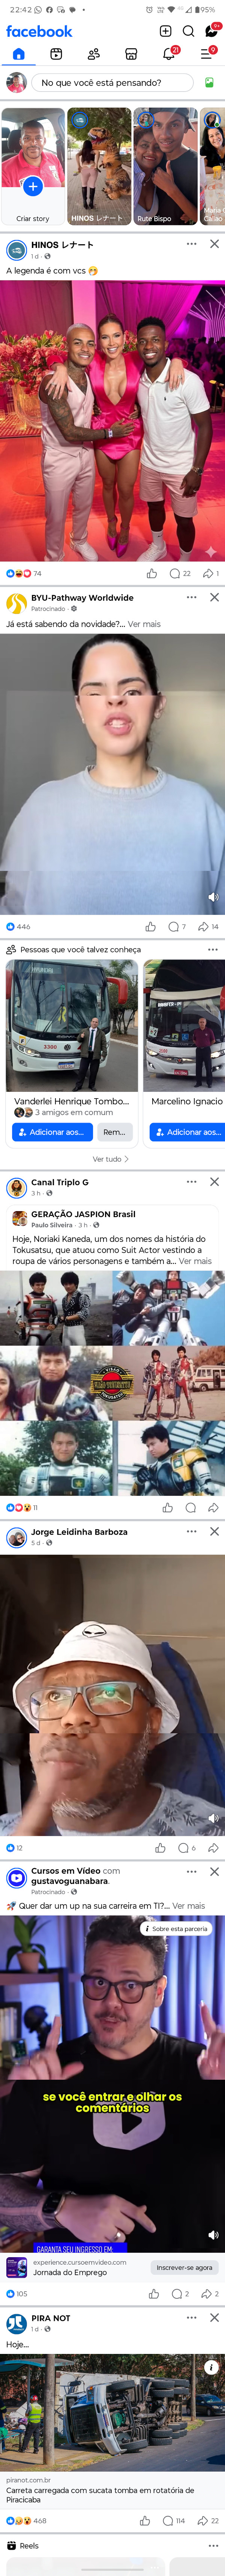 22:42
95%
facebook
9+
21
9
No que você está pensando?
Criar story
HINOS レナート
Rute Bispo
HINOS レナート
1 d
A legenda é com vcs 🤭
74
22
1
BYU-Pathway Worldwide
Patrocinado
Já está sabendo da novidade?... Ver mais
446
7
14
Pessoas que você talvez conheça
Vanderlei Henrique Tombo...
3 amigos em comum
Adicionar aos...
Rem...
Marcelino Ignacio
Adicionar aos...
Ver tudo
Canal Triplo G
3 h
GERAÇÃO JASPION Brasil
Paulo Silveira · 3 h
Hoje, Noriaki Kaneda, um dos nomes da história do
Tokusatsu, que atuou como Suit Actor vestindo a
roupa de vários personagens e também a... Ver mais
11
Jorge Leidinha Barboza
5 d
12
6
Cursos em Vídeo com
gustavoguanabara.
Patrocinado
🚀 Quer dar um up na sua carreira em TI?... Ver mais
Sobre esta parceria
se você entrar e olhar os
comentários
GARANTA SEU INGRESSO EM:
experience.cursoemvideo.com
Jornada do Emprego
Inscrever-se agora
105
2
2
PIRA NOT
1 d
Hoje...
piranot.com.br
Carreta carregada com sucata tomba em rotatória de
Piracicaba
468
114
22
Reels